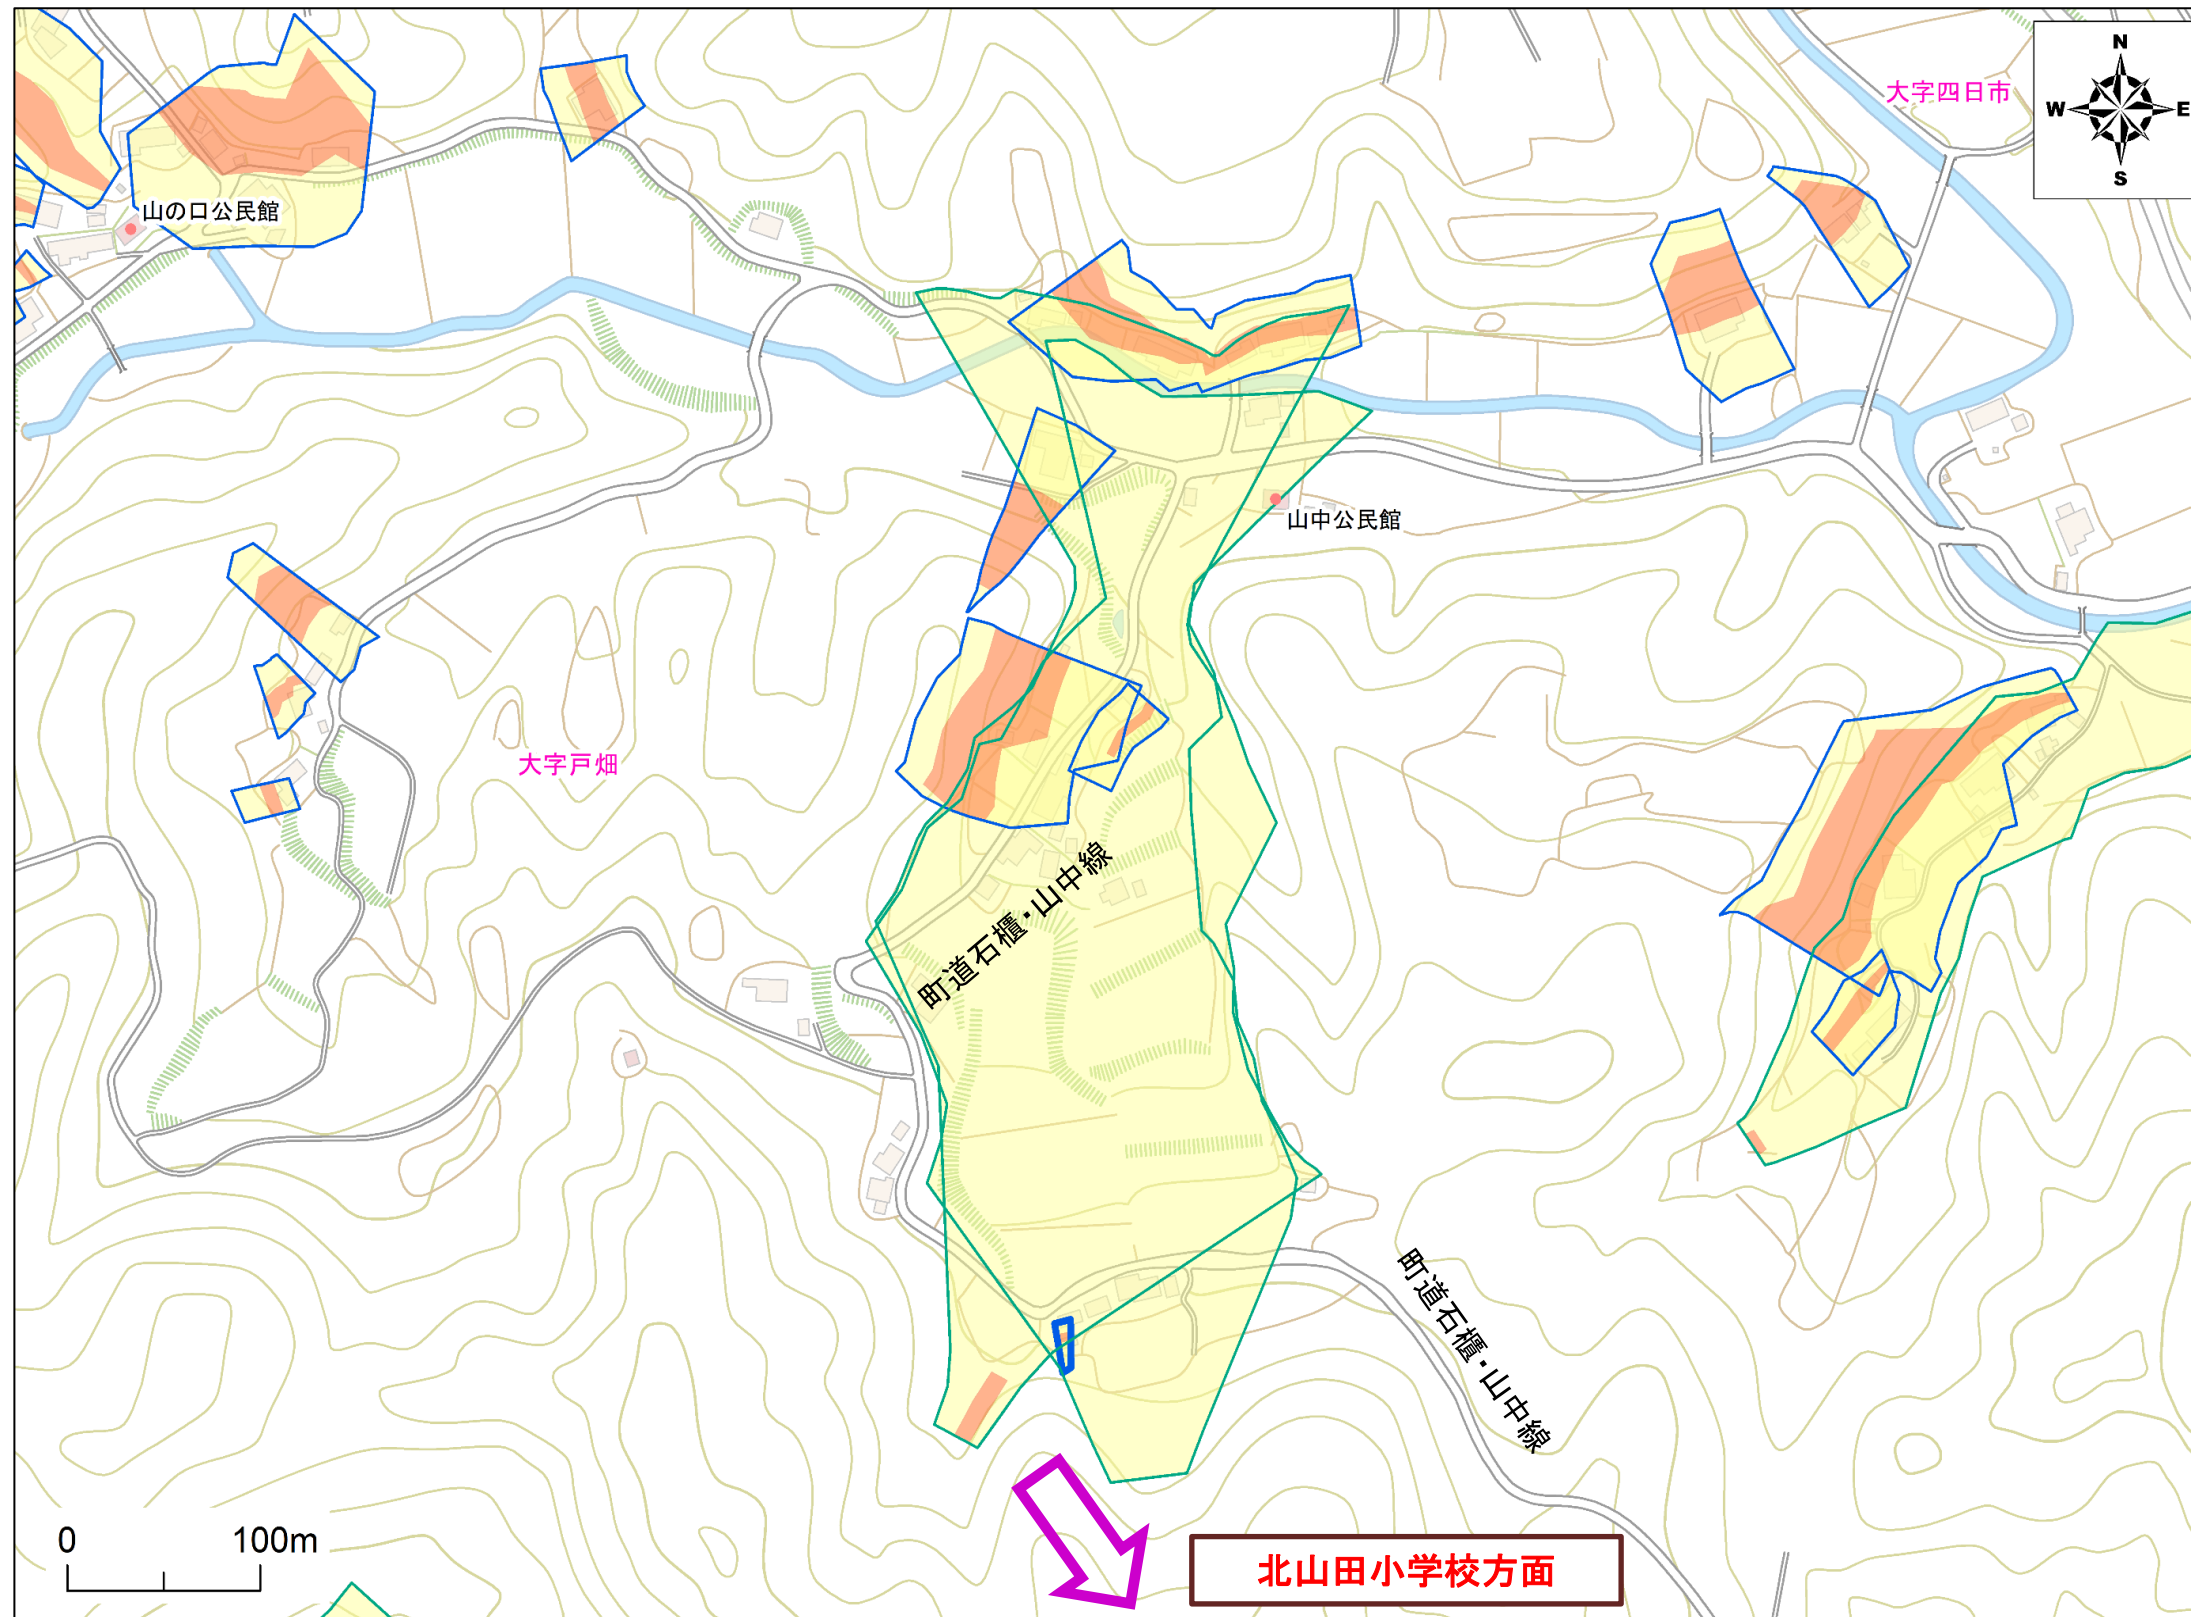 大字四日市
N
W
E
S
山の口公民館
山中公民館
大字戸畑
町道石櫃・山中線
町道石櫃・山中線
0
100m
北山田小学校方面